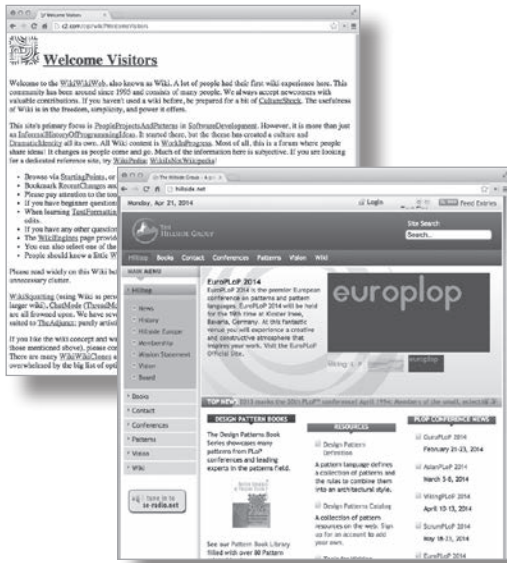 Welcome Visitors
c2.com/cgi/wiki?WelcomeVisitors
Welcome Visitors
Welcome to the WikiWikiWeb, also known as Wiki. A lot of people had their first wiki experience here. This
community has been around since 1995 and consists of many people. We always accept newcomers with
valuable contributions. If you haven't used a wiki before, be prepared for a bit of CultureShock. The usefulness
of Wiki is in the freedom, simplicity, and power it offers.
This site's primary focus is PeopleProjectsAndPatterns in SoftwareDevelopment. However, it is more than just
an InformalHistoryOfProgrammingIdeas. It started there, but the theme has created a culture and
DramaticIdentity all its own. All Wiki content is WorkInProgress. Most of all, this is a forum where people
share ideas! It changes as people come and go. Much of the information here is subjective. If you are looking
for a dedicated reference site, try WikiPedia; WikiIsNotWikipedia!
Browse via StartingPoints, or
Bookmark RecentChanges and
Please pay attention to the
If you have beginner question
When learning TextFormatting
edits.
If you have any other question
The WikiEngines page provide
You can also select one of the
People should know a little W
Please read widely on this Wiki
unnecessary clutter.
WikiSquatting (using Wiki as
larger wiki), ChatMode (ThreadMo
are all frowned upon. We have
suited to TheAdjunct; purely
If you like the wiki concept and
those mentioned above), please
There are many WikiWikiClones
overwhelmed by the big list of
The Hillside Group - A
hillside.net
Monday, Apr 21, 2014
Login
Feed Entries
THE
HILLSIDE GROUP
Site Search
Search..
Hilltop Books Contact Conferences Patterns Vision Wiki
MAIN MENU
Hilltop
News
History
Hillside Europe
Membership
Mission Statement
Vision
Board
Books
Contact
Conferences
Patterns
Vision
Wiki
tune in to
se-radio.net
EuroPLoP 2014
EuroPLoP 2014 is the premier European
conference on patterns and pattern
languages. EuroPLoP 2014 will be held
for the 19th time at Kloster Irsee,
Bavaria, Germany. At this fantastic
venue you will experience a creative
and constructive atmosphere that
inspires your work. Visit the EuroPLoP
Official Site.
europlop
europlop
TOP NEWS
2013 marks the 20th PLoP conference! April 1994:
DESIGN PATTERN BOOKS
The Design Patterns Book
Series showcases many
patterns from PLoP
conferences and leading
experts in the patterns field.
See our Pattern Book Library
filled with over 80 Pattern
RESOURCES
Design Pattern
Definition
A pattern language defines
a collection of patterns and
the rules to combine them
into an architectural style.
Design Patterns Catalog
A collection of pattern
resources on the web. Sign
up for an account to add
your own.
PLOP CONFERENCE NEWS
GuruPLoP 2014
February 21-23, 2014
AsianPLoP 2014
March 5-8, 2014
VikingPLoP 2014
April 10-13, 2014
ScrumPLoP 2014
May 18-23, 2014
EuroPLoP 2014